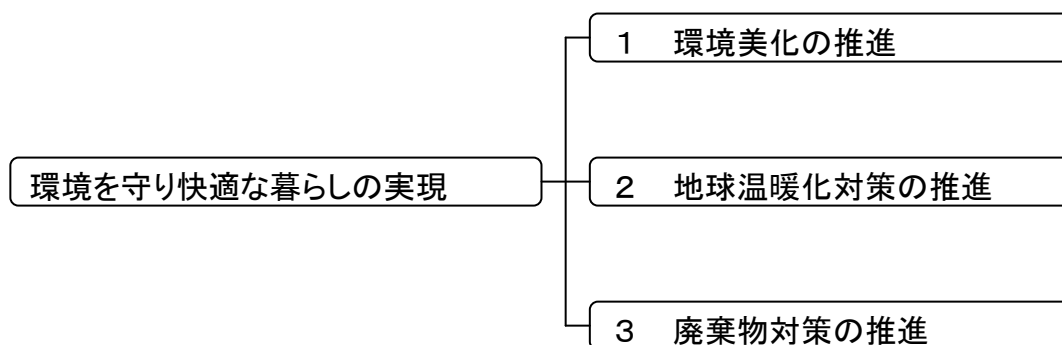 環境を守り快適な暮らしの実現
１　環境美化の推進
２　地球温暖化対策の推進
３　廃棄物対策の推進